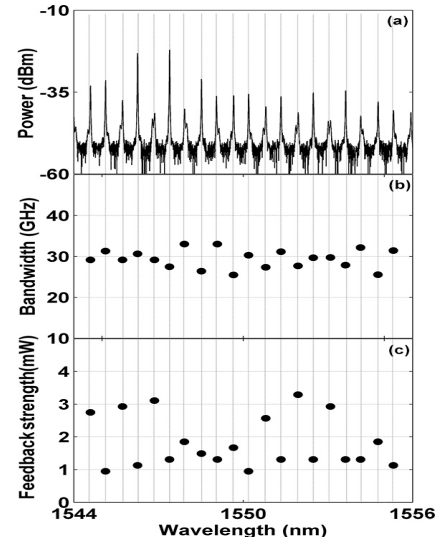 -10
(a)
Power (dBm)
-35
-60
(b)
Bandwidth (GHz)
40
30
20
10
(c)
Feedback strength(mW)
4
3
2
1
0
1544
1550
1556
Wavelength (nm)